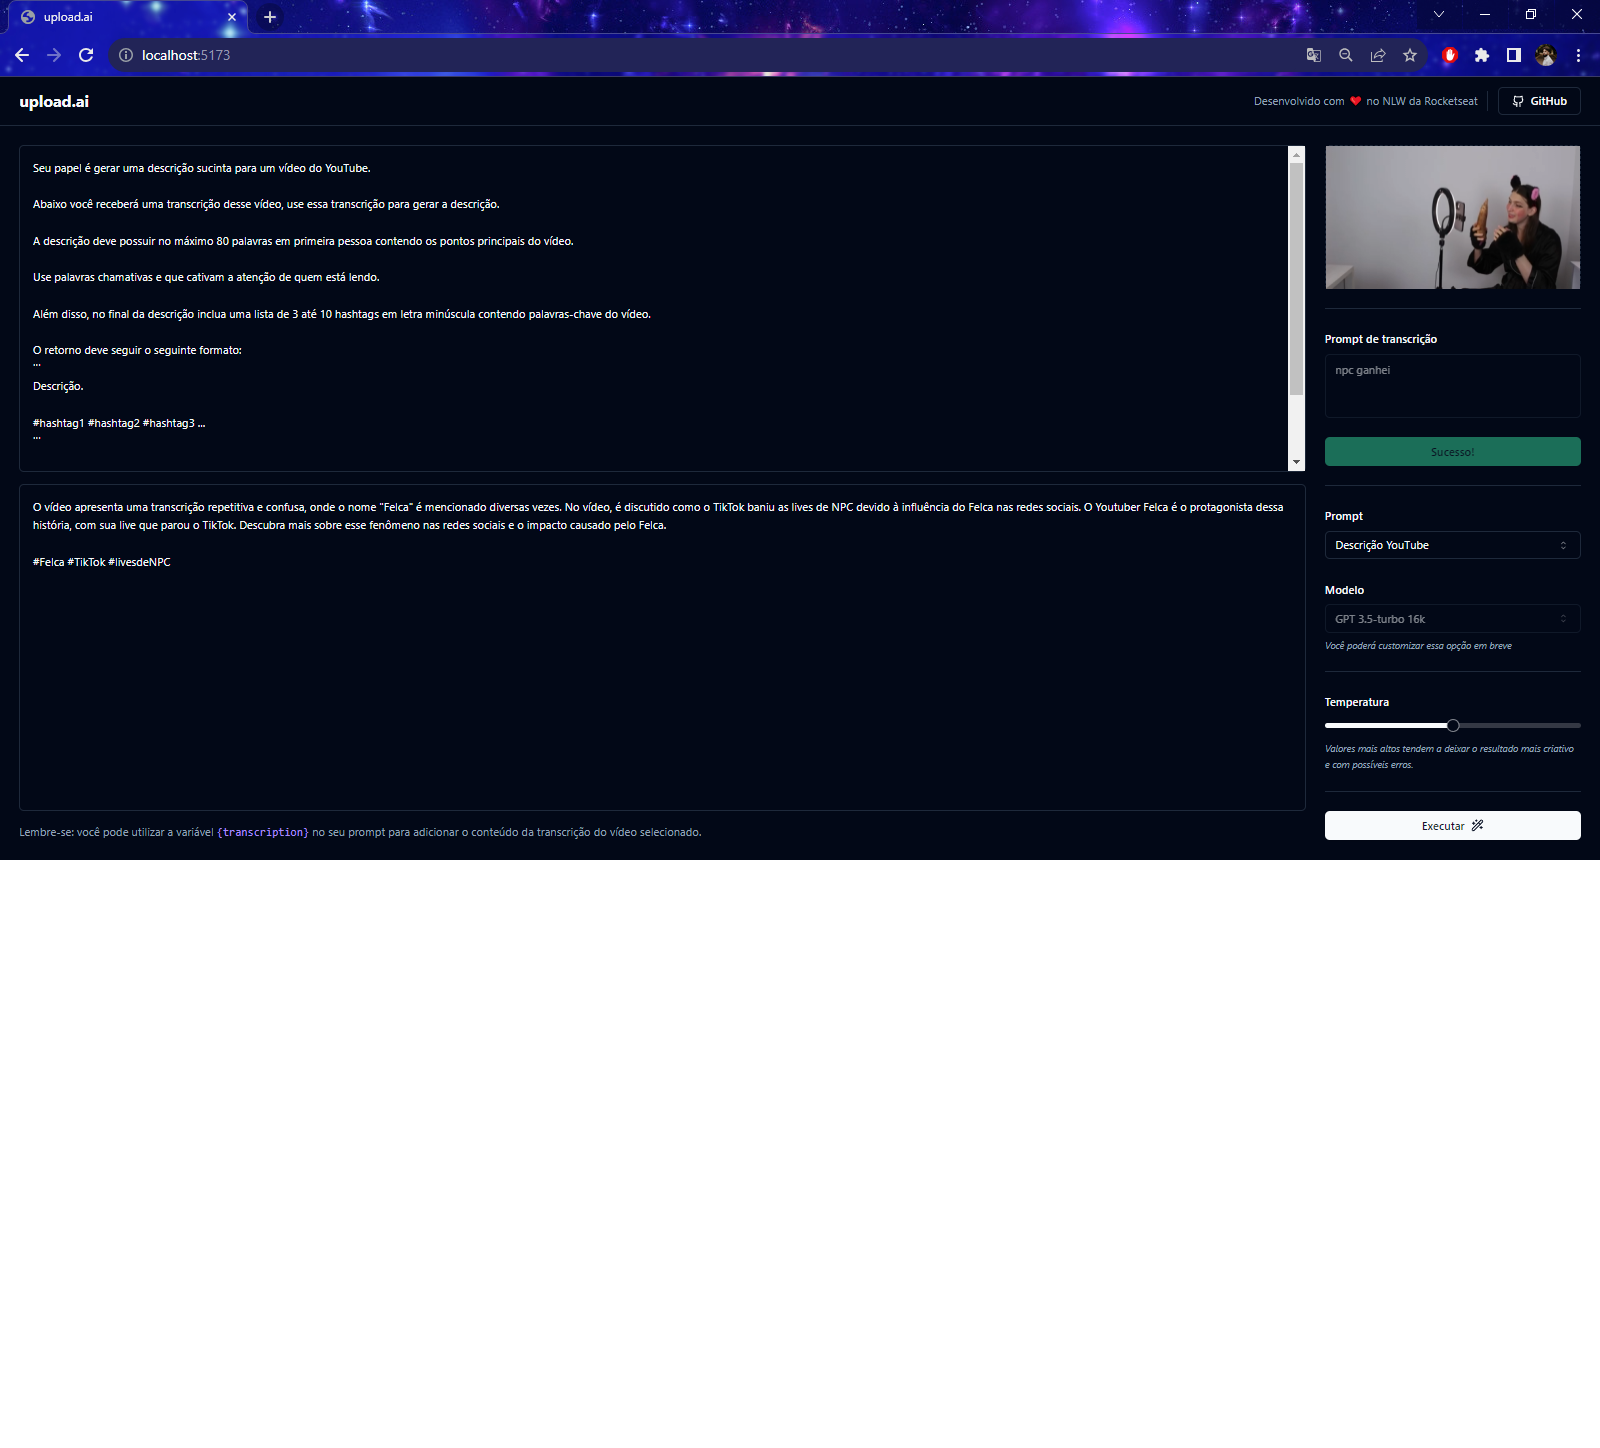 upload.ai
localhost:5173
upload.ai
Desenvolvido com ❤ no NLW da Rocketseat
GitHub
Seu papel é gerar uma descrição sucinta para um vídeo do YouTube.
Abaixo você receberá uma transcrição desse vídeo, use essa transcrição para gerar a descrição.
A descrição deve possuir no máximo 80 palavras em primeira pessoa contendo os pontos principais do vídeo.
Use palavras chamativas e que cativam a atenção de quem está lendo.
Além disso, no final da descrição inclua uma lista de 3 até 10 hashtags em letra minúscula contendo palavras-chave do vídeo.
O retorno deve seguir o seguinte formato:
'''
Descrição.
#hashtag1 #hashtag2 #hashtag3 ...
'''
O vídeo apresenta uma transcrição repetitiva e confusa, onde o nome "Felca" é mencionado diversas vezes. No vídeo, é discutido como o TikTok baniu as lives de NPC devido à influência do Felca nas redes sociais. O Youtuber Felca é o protagonista dessa
história, com sua live que parou o TikTok. Descubra mais sobre esse fenômeno nas redes sociais e o impacto causado pelo Felca.
#Felca #TikTok #livesdeNPC
Lembre-se: você pode utilizar a variável {transcription} no seu prompt para adicionar o conteúdo da transcrição do vídeo selecionado.
Prompt de transcrição
npc ganhei
Sucesso!
Prompt
Descrição YouTube
Modelo
GPT 3.5-turbo 16k
Você poderá customizar essa opção em breve
Temperatura
Valores mais altos tendem a deixar o resultado mais criativo
e com possíveis erros.
Executar